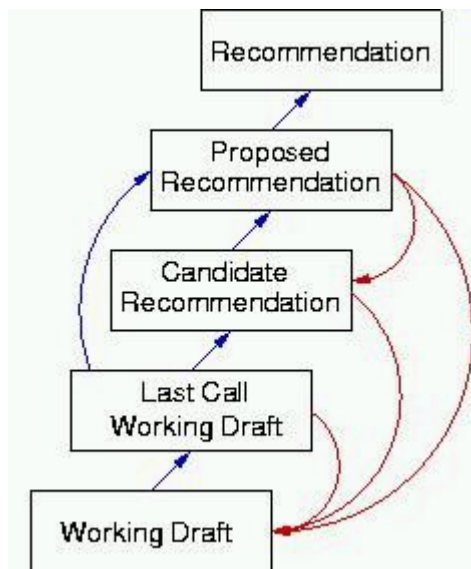 Recommendation
Proposed
Recommendation
Candidate
Recommendation
Last Call
Working Draft
Working Draft